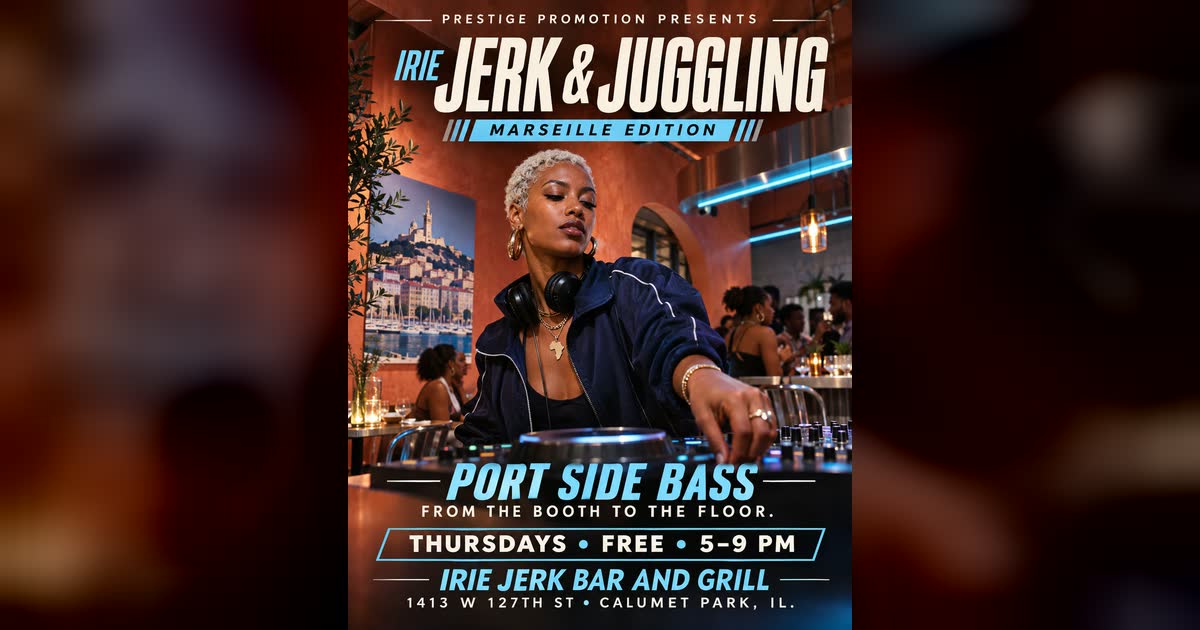 PRESTIGE PROMOTION PRESENTS
IRIE JERK & JUGGLING
MARSEILLE EDITION
PORT SIDE BASS
FROM THE BOOTH TO THE FLOOR.
THURSDAYS • FREE • 5–9 PM
IRIE JERK BAR AND GRILL
1413 W 127TH ST • CALUMET PARK, IL.